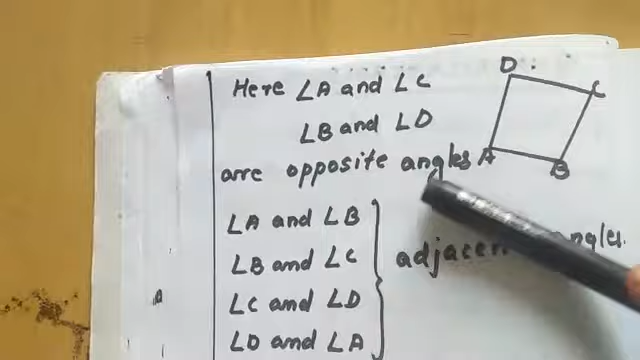 Here ∠A and ∠C
∠B and ∠D
are opposite angles
D
C
A
B
∠A and ∠B
∠B and ∠C
∠C and ∠D
∠D and ∠A